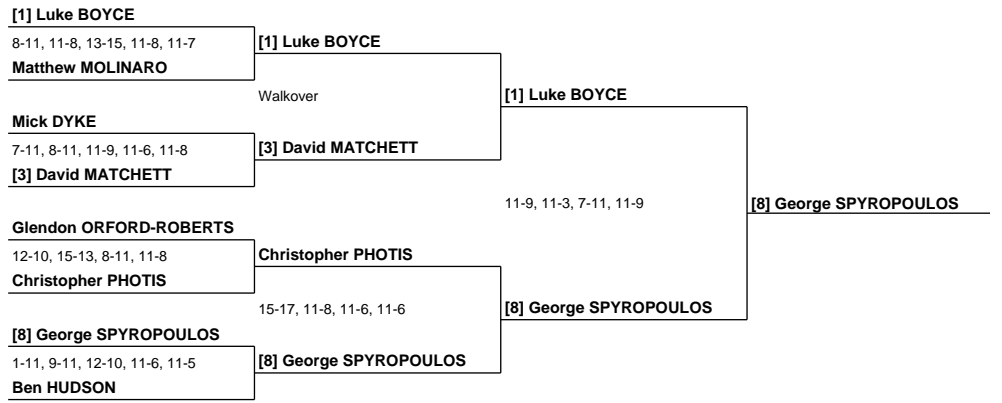 [1] Luke BOYCE
8-11, 11-8, 13-15, 11-8, 11-7
Matthew MOLINARO
[1] Luke BOYCE
Walkover
Mick DYKE
7-11, 8-11, 11-9, 11-6, 11-8
[3] David MATCHETT
[3] David MATCHETT
[1] Luke BOYCE
11-9, 11-3, 7-11, 11-9
[8] George SPYROPOULOS
Glendon ORFORD-ROBERTS
12-10, 15-13, 8-11, 11-8
Christopher PHOTIS
Christopher PHOTIS
15-17, 11-8, 11-6, 11-6
[8] George SPYROPOULOS
[8] George SPYROPOULOS
1-11, 9-11, 12-10, 11-6, 11-5
Ben HUDSON
[8] George SPYROPOULOS